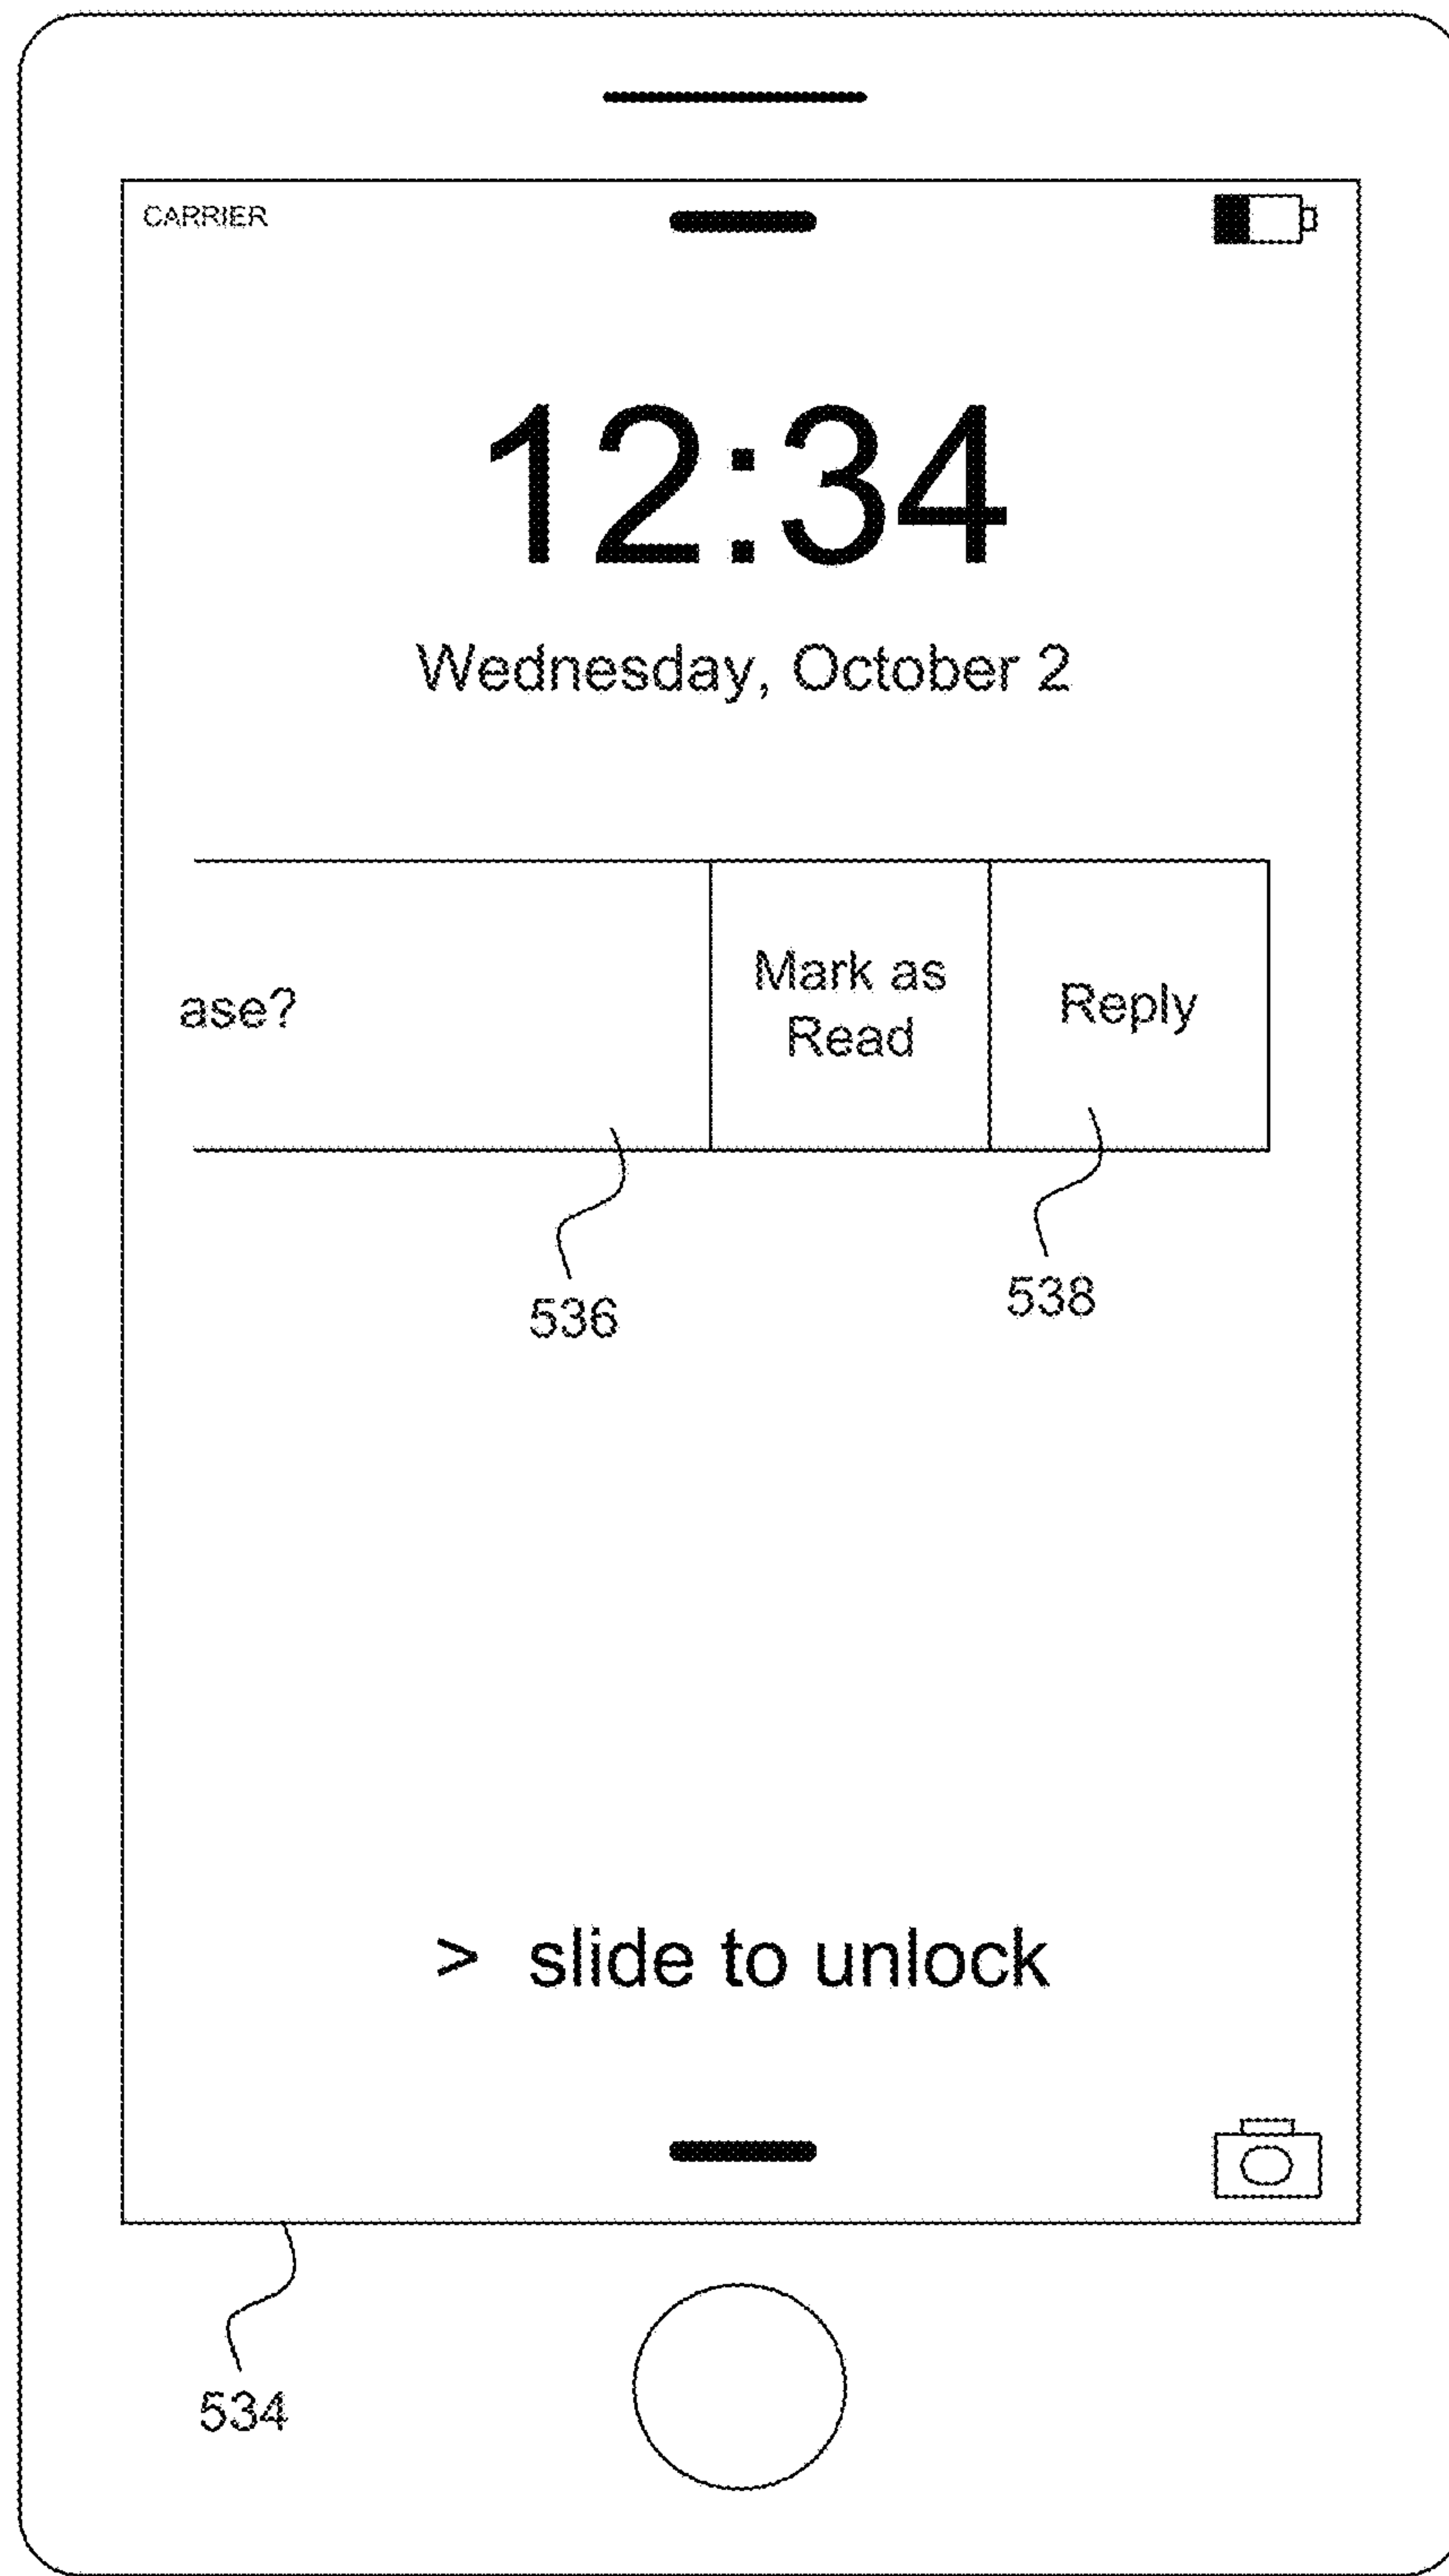 CARRIER
12:34
Wednesday, October 2
ase?
Mark as
Read
Reply
536
538
> slide to unlock
534